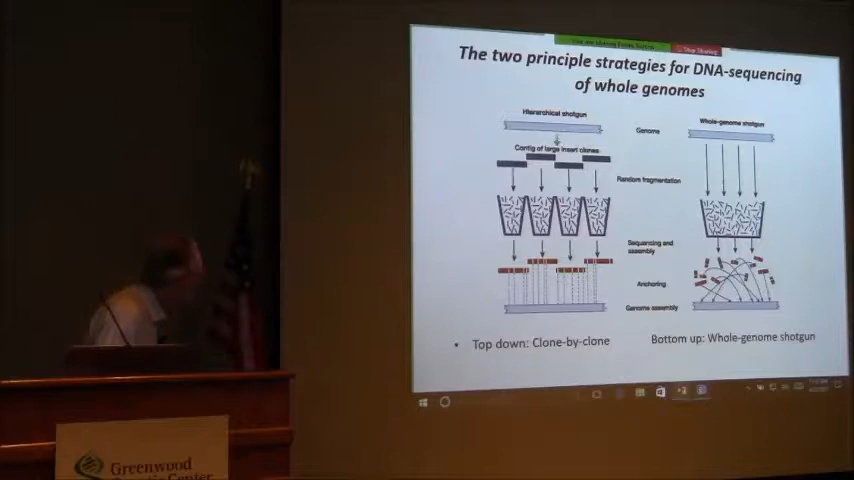 Stop Sharing
The two principle strategies for DNA-sequencing
of whole genomes
Hierarchical shotgun
Whole-genome shotgun
Genome
Contig of large insert clones
Random fragmentation
Sequencing and
assembly
Anchoring
Genome assembly
• Top down: Clone-by-clone
Bottom up: Whole-genome shotgun
Greenwood
Genetic Center